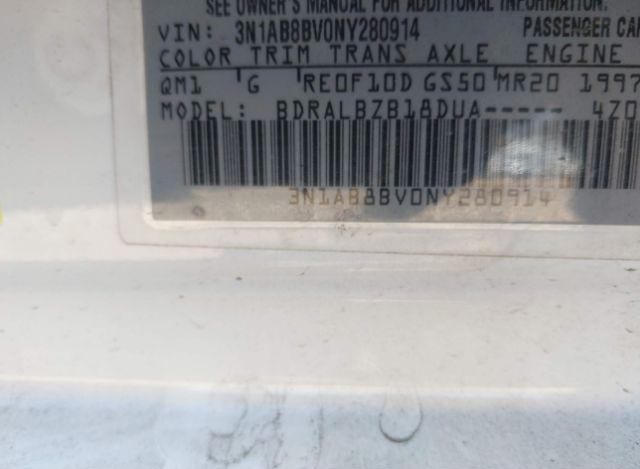 SEE OWNER'S MANUAL FOR ADDITIONAL INFORMATION.
VIN: 3N1AB8BV0NY280914 PASSENGER CAR
COLOR TRIM TRANS AXLE ENGINE
QM1 G RE0F10D GS50 MR20 1997
MODEL: BDRALBZB18DUA----- 4Z0
3N1AB8BV0NY280914